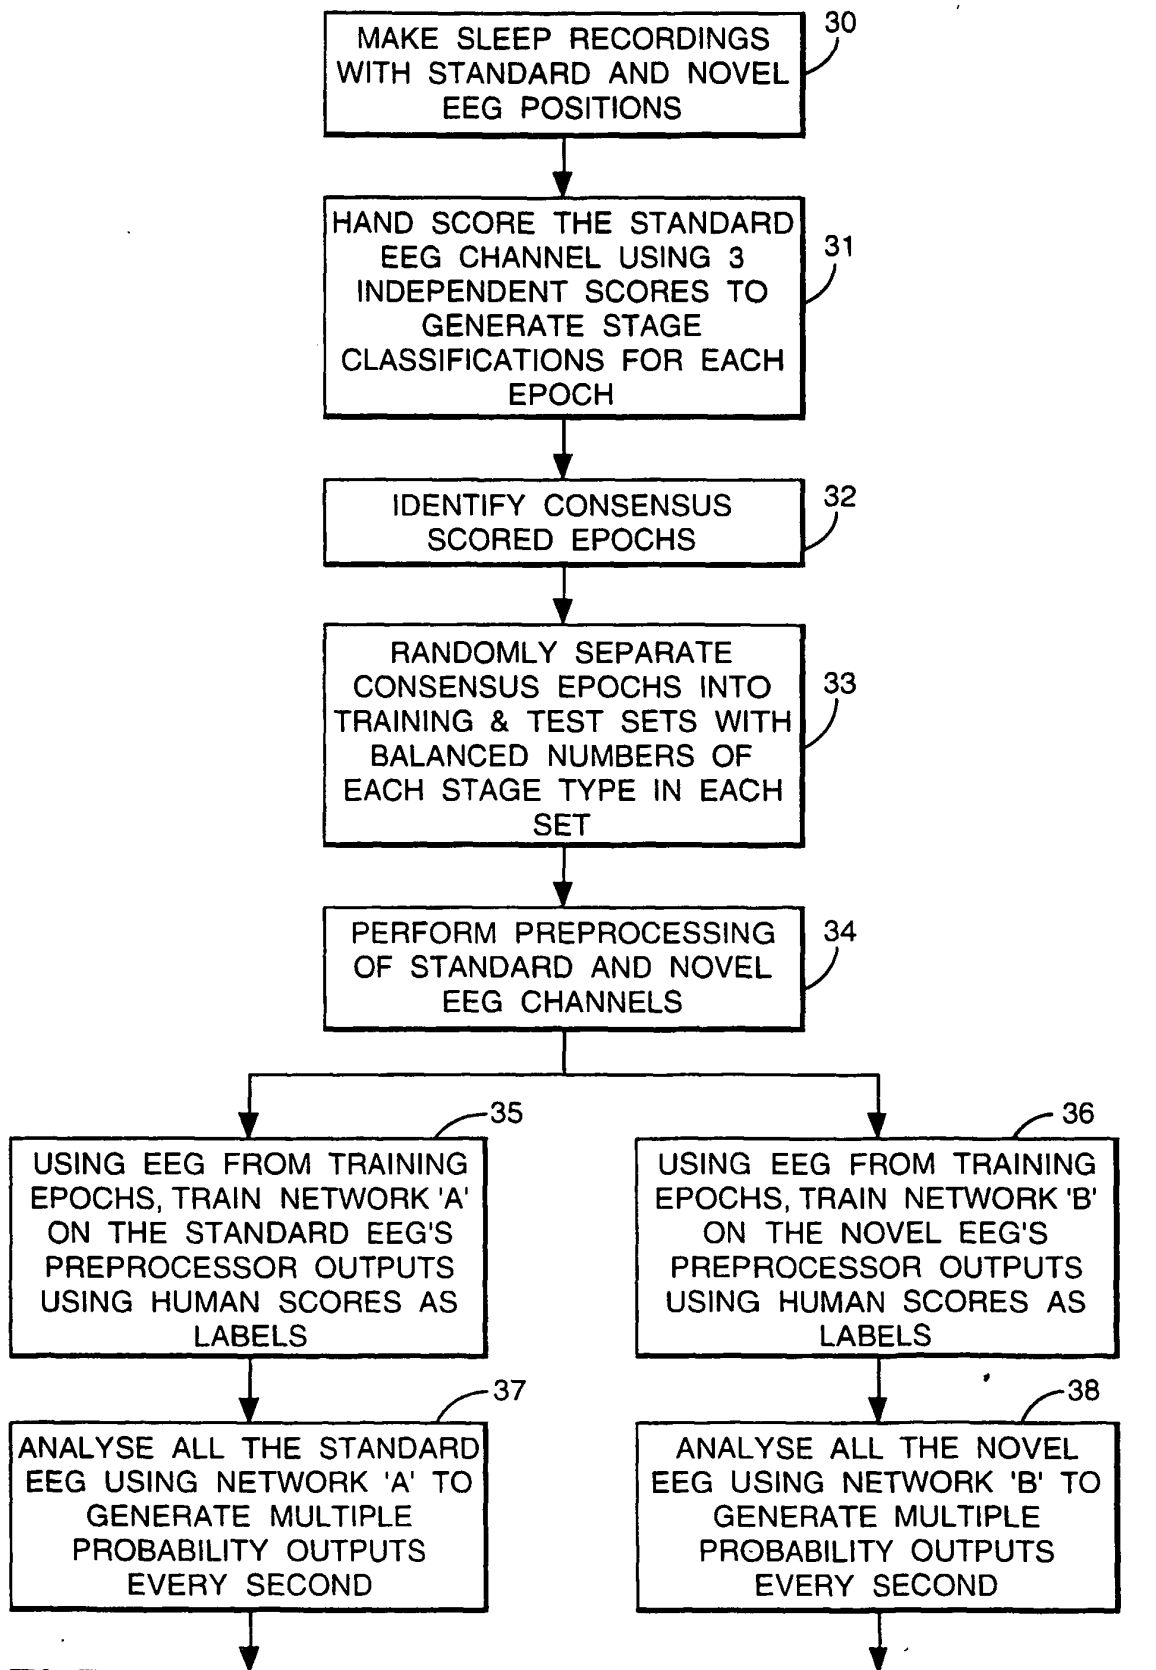 30
MAKE SLEEP RECORDINGS
WITH STANDARD AND NOVEL
EEG POSITIONS
31
HAND SCORE THE STANDARD
EEG CHANNEL USING 3
INDEPENDENT SCORES TO
GENERATE STAGE
CLASSIFICATIONS FOR EACH
EPOCH
32
IDENTIFY CONSENSUS
SCORED EPOCHS
33
RANDOMLY SEPARATE
CONSENSUS EPOCHS INTO
TRAINING & TEST SETS WITH
BALANCED NUMBERS OF
EACH STAGE TYPE IN EACH
SET
34
PERFORM PREPROCESSING
OF STANDARD AND NOVEL
EEG CHANNELS
35
USING EEG FROM TRAINING
EPOCHS, TRAIN NETWORK 'A'
ON THE STANDARD EEG'S
PREPROCESSOR OUTPUTS
USING HUMAN SCORES AS
LABELS
36
USING EEG FROM TRAINING
EPOCHS, TRAIN NETWORK 'B'
ON THE NOVEL EEG'S
PREPROCESSOR OUTPUTS
USING HUMAN SCORES AS
LABELS
37
ANALYSE ALL THE STANDARD
EEG USING NETWORK 'A' TO
GENERATE MULTIPLE
PROBABILITY OUTPUTS
EVERY SECOND
38
ANALYSE ALL THE NOVEL
EEG USING NETWORK 'B' TO
GENERATE MULTIPLE
PROBABILITY OUTPUTS
EVERY SECOND